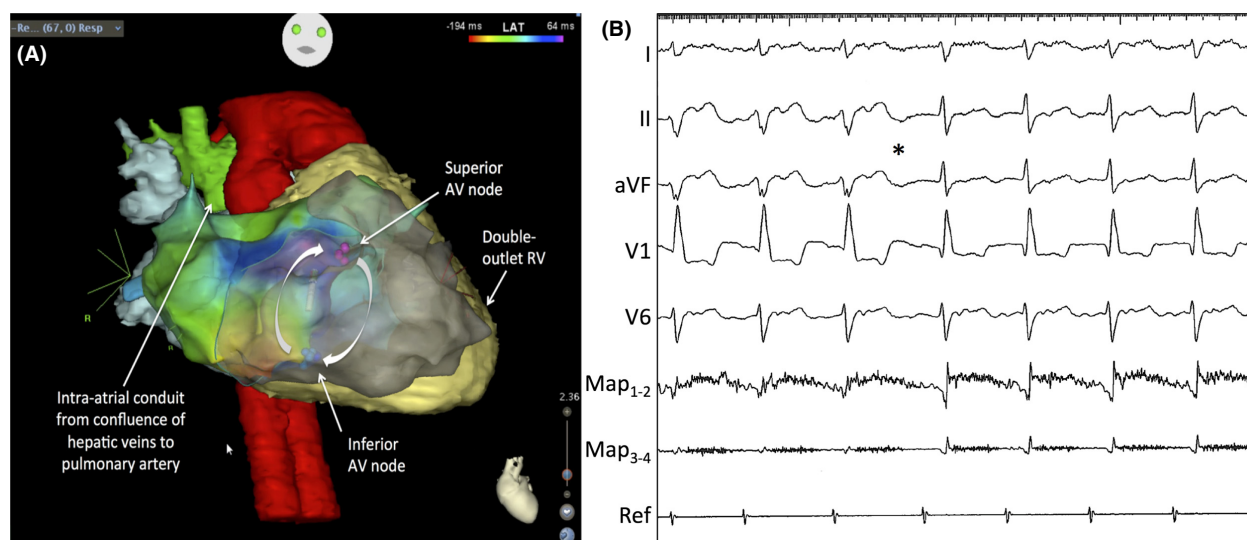 -Re... (67, 0) Resp
-194 ms LAT 64 ms
(A)
Superior
AV node
Double-
outlet RV
R
R
Intra-atrial conduit
from confluence of
hepatic veins to
pulmonary artery
Inferior
AV node
2.36
(B)
I
II
*
aVF
V1
V6
Map1-2
Map3-4
Ref